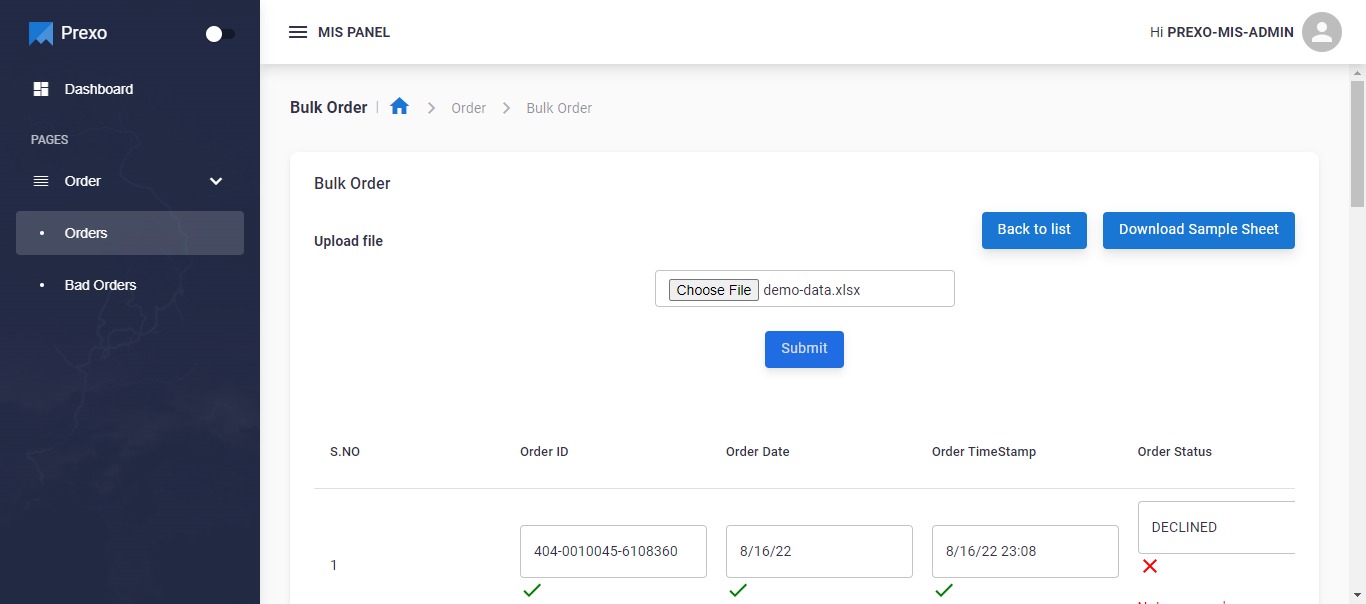 Prexo
MIS PANEL
Hi PREXO-MIS-ADMIN
Dashboard
PAGES
Order
Orders
Bad Orders
Bulk Order
Order
Bulk Order
Bulk Order
Upload file
Back to list
Download Sample Sheet
Choose File demo-data.xlsx
Submit
S.NO Order ID Order Date Order TimeStamp Order Status
1 404-0010045-6108360 8/16/22 8/16/22 23:08 DECLINED